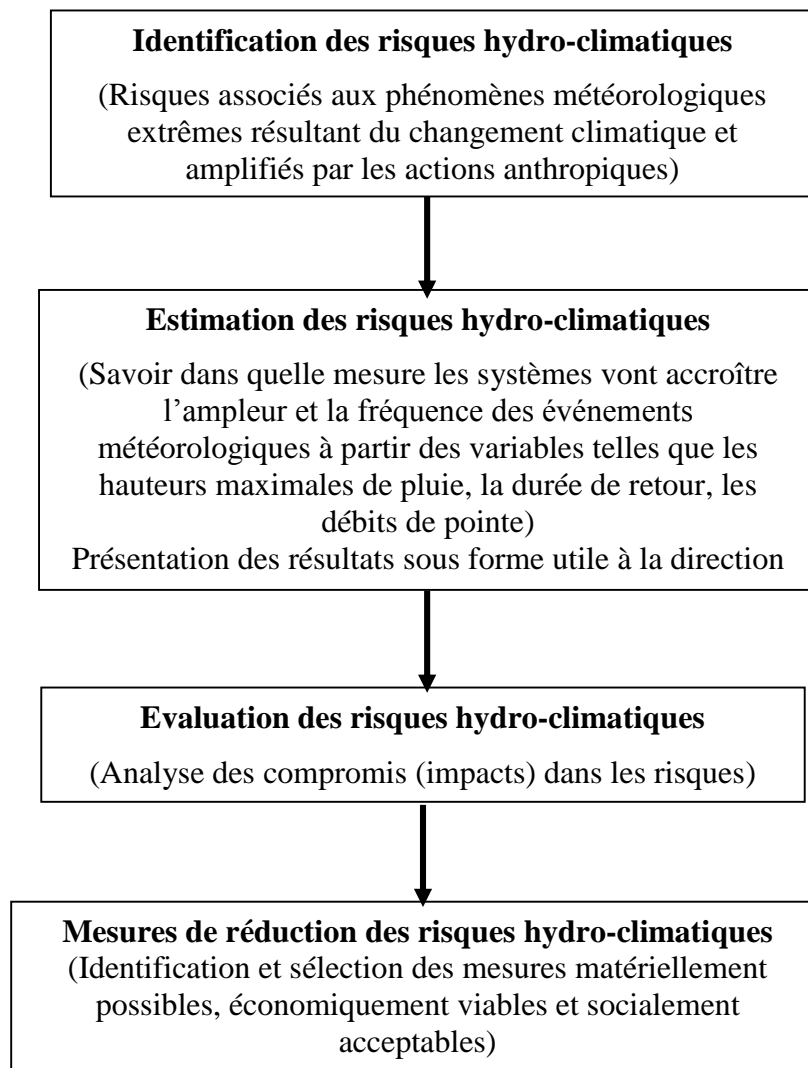 Identification des risques hydro-climatiques
(Risques associés aux phénomènes météorologiques
extrêmes résultant du changement climatique et
amplifiés par les actions anthropiques)
Estimation des risques hydro-climatiques
(Savoir dans quelle mesure les systèmes vont accroître
l’ampleur et la fréquence des événements
météorologiques à partir des variables telles que les
hauteurs maximales de pluie, la durée de retour, les
débits de pointe)
Présentation des résultats sous forme utile à la direction
Evaluation des risques hydro-climatiques
(Analyse des compromis (impacts) dans les risques)
Mesures de réduction des risques hydro-climatiques
(Identification et sélection des mesures matériellement
possibles, économiquement viables et socialement
acceptables)